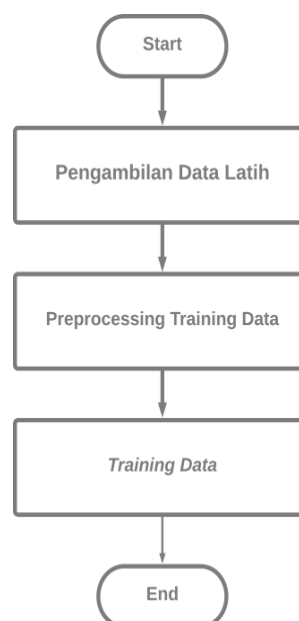 Start
Pengambilan Data Latih
Preprocessing Training Data
Training Data
End